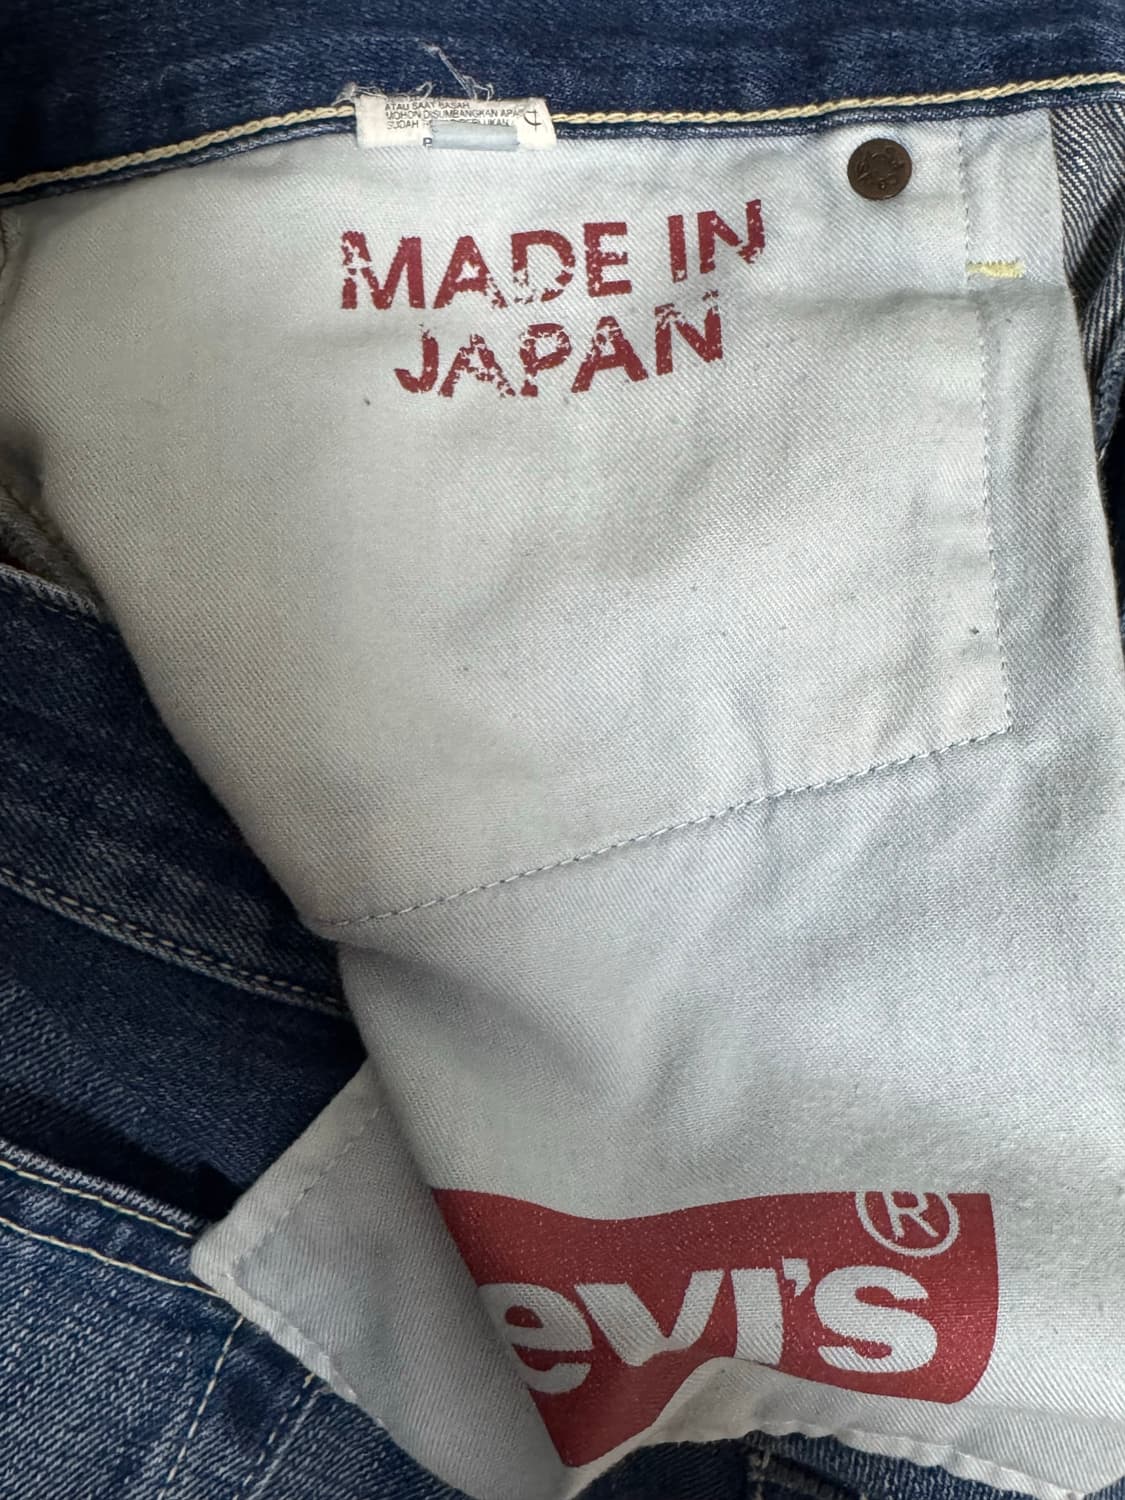 ATAU SAAT BASAH
MOHON DISUMBANGKAN APA
SUDAH
MADE IN
JAPAN
evi's®